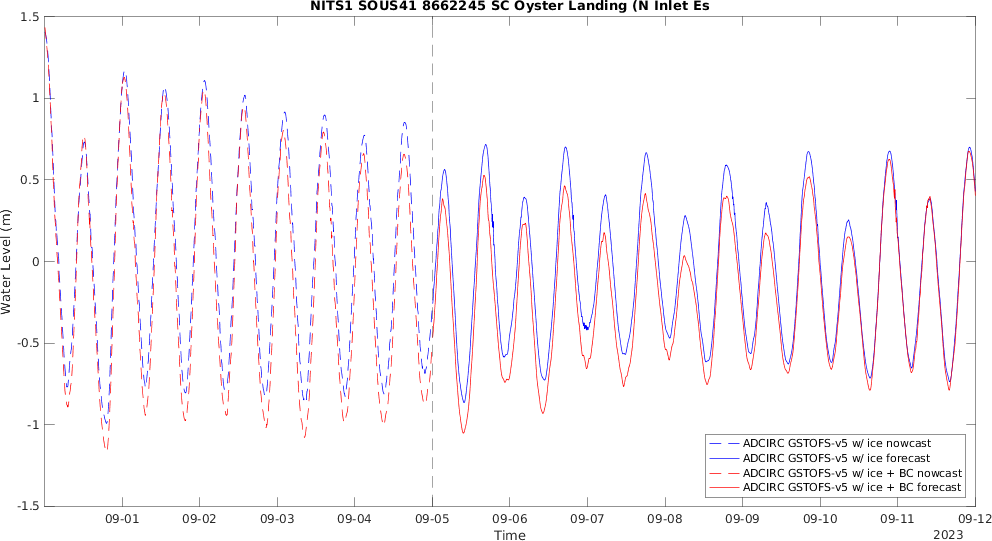 NITS1 SOUS41 8662245 SC Oyster Landing (N Inlet Es
1.5
1
0.5
0
-0.5
-1
-1.5
Water Level (m)
09-01 09-02 09-03 09-04 09-05 09-06 09-07 09-08 09-09 09-10 09-11 09-12
Time
2023
ADCIRC GSTOFS-v5 w/ ice nowcast
ADCIRC GSTOFS-v5 w/ ice forecast
ADCIRC GSTOFS-v5 w/ ice + BC nowcast
ADCIRC GSTOFS-v5 w/ ice + BC forecast